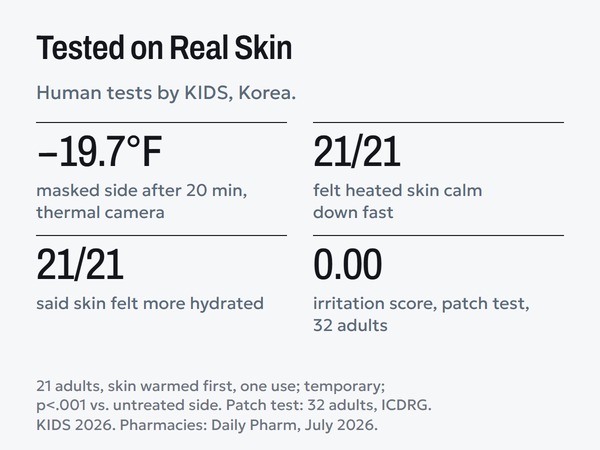 Tested on Real Skin
Human tests by KIDS, Korea.
–19.7°F
masked side after 20 min,
thermal camera
21/21
felt heated skin calm
down fast
21/21
said skin felt more hydrated
0.00
irritation score, patch test,
32 adults
21 adults, skin warmed first, one use; temporary;
p<.001 vs. untreated side. Patch test: 32 adults, ICDRG.
KIDS 2026. Pharmacies: Daily Pharm, July 2026.